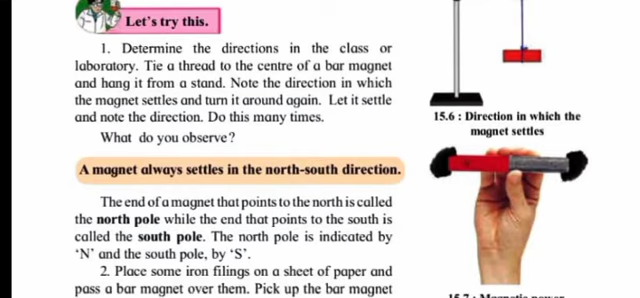 Let's try this.
1. Determine the directions in the class or
laboratory. Tie a thread to the centre of a bar magnet
and hang it from a stand. Note the direction in which
the magnet settles and turn it around again. Let it settle
and note the direction. Do this many times.
What do you observe?
A magnet always settles in the north-south direction.
The end of a magnet that points to the north is called
the north pole while the end that points to the south is
called the south pole. The north pole is indicated by
‘N’ and the south pole, by ‘S’.
2. Place some iron filings on a sheet of paper and
pass a bar magnet over them. Pick up the bar magnet
15.6 : Direction in which the
magnet settles